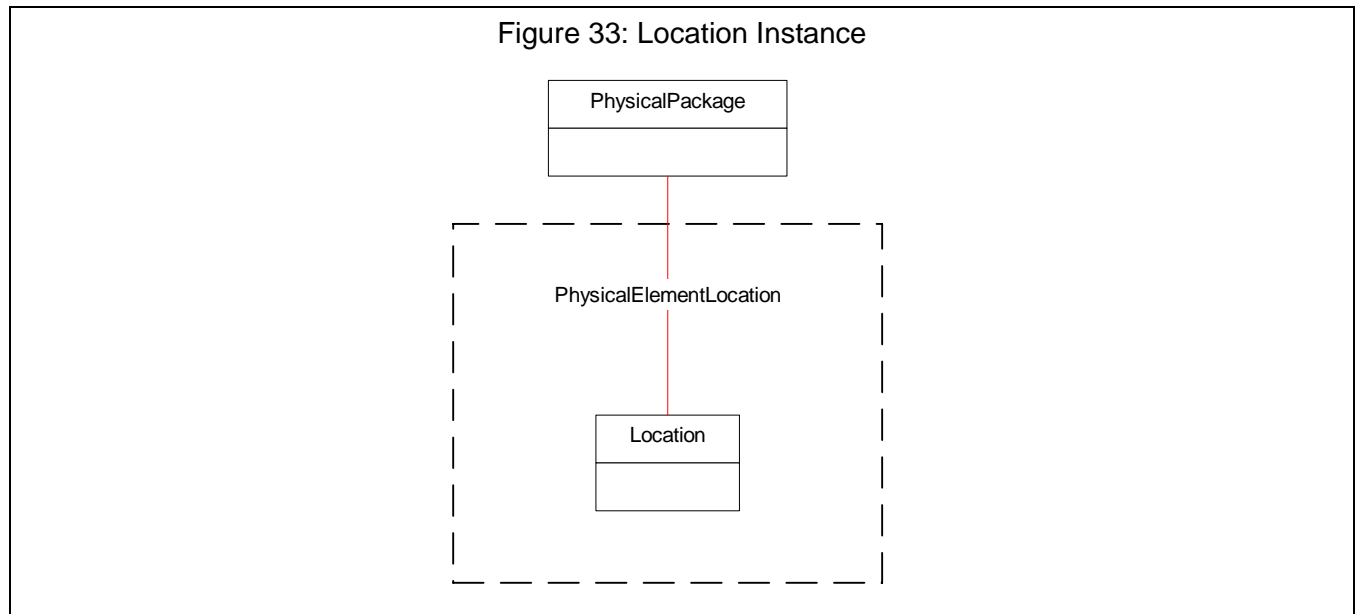 Figure 33: Location Instance
PhysicalPackage
PhysicalElementLocation
Location